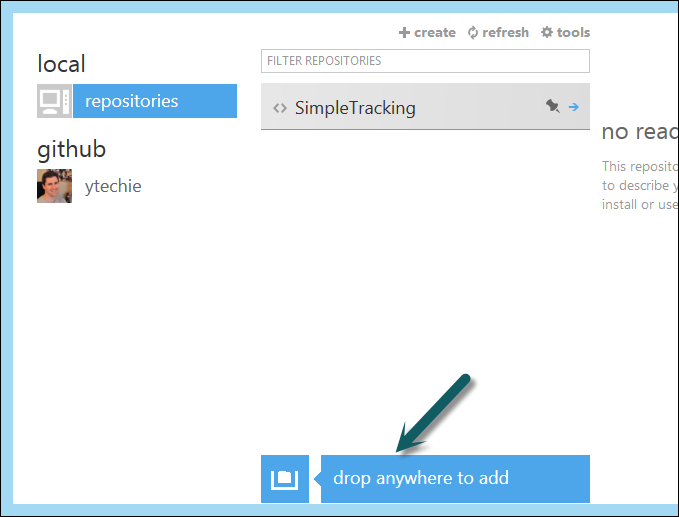 create refresh tools
local
FILTER REPOSITORIES
repositories
SimpleTracking
github
ytechie
no read
This reposito
to describe y
install or use
drop anywhere to add